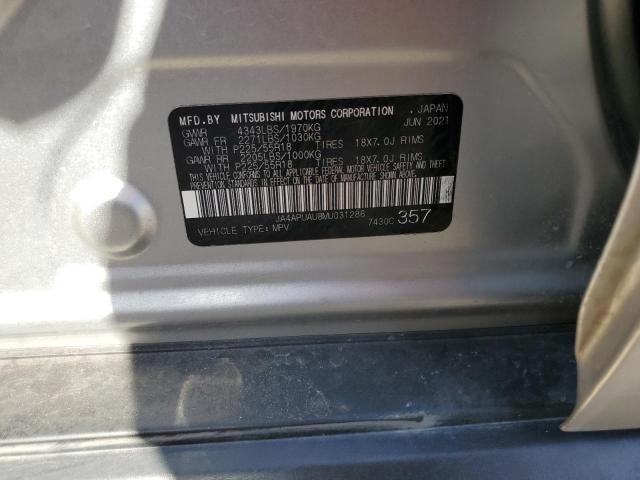 MFD.BY MITSUBISHI MOTORS CORPORATION , JAPAN
GVWR 4343LBS/1970KG JUN 2021
GAWR FR 2271LBS/1030KG
WITH P225/55R18 TIRES 18X7.0J RIMS
GAWR RR 2205LBS/1000KG
WITH P225/55R18 TIRES 18X7.0J RIMS
THIS VEHICLE CONFORMS TO ALL APPLICABLE FEDERAL MOTOR VEHICLE SAFETY
AND THEFT PREVENTION STANDARDS IN EFFECT ON THE DATE OF MANUFACTURE
SHOWN ABOVE.
JA4APUAU8MU031286
VEHICLE TYPE: MPV 7430C 357